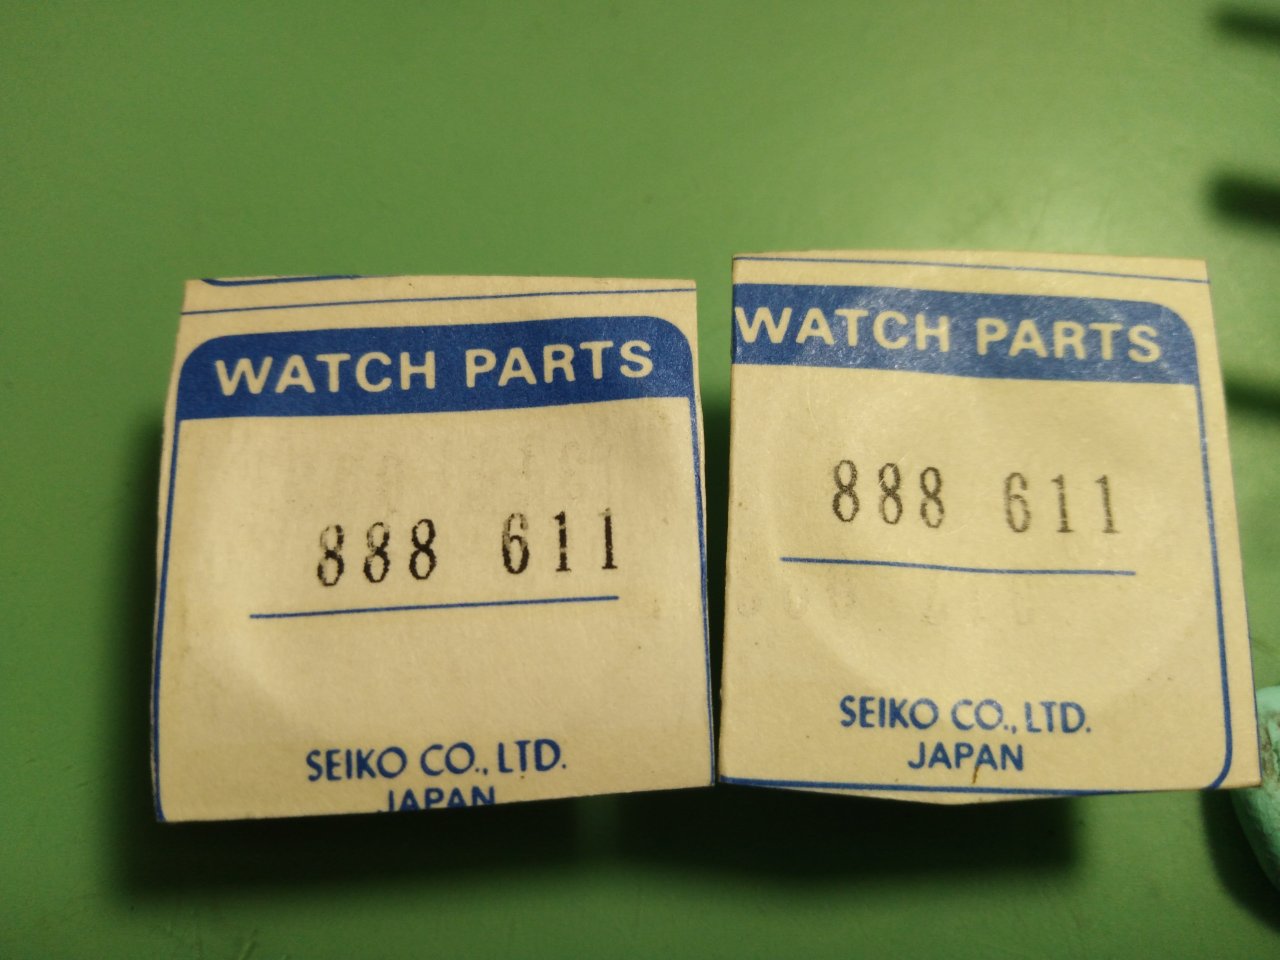 WATCH PARTS
888 611
SEIKO CO., LTD.
JAPAN
WATCH PARTS
888 611
SEIKO CO., LTD.
JAPAN